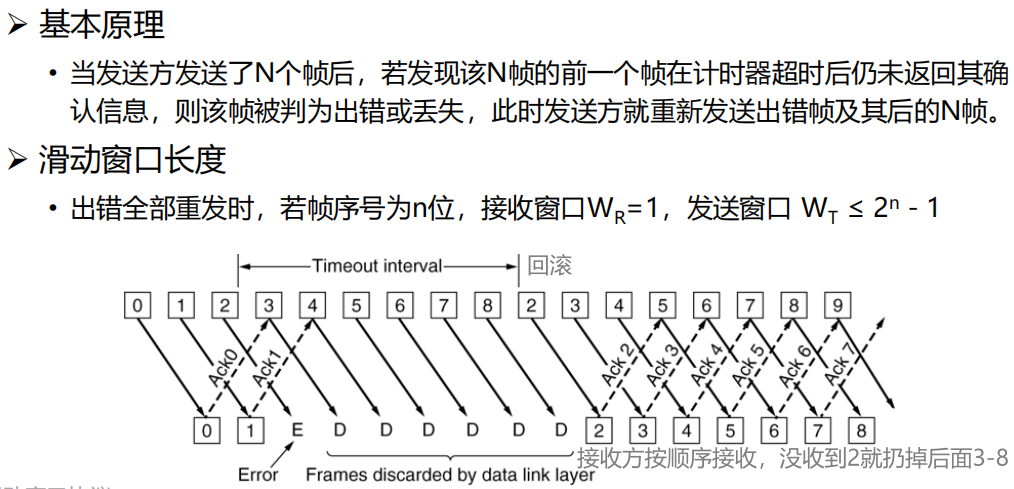 ➢ 基本原理
• 当发送方发送了N个帧后，若发现该N帧的前一个帧在计时器超时后仍未返回其确
认信息，则该帧被判为出错或丢失，此时发送方就重新发送出错帧及其后的N帧。
➢ 滑动窗口长度
• 出错全部重发时，若帧序号为n位，接收窗口W_R=1，发送窗口 W_T ≤ 2ⁿ - 1
Timeout interval 回滚
0 1 2 3 4 5 6 7 8 2 3 4 5 6 7 8 9
Ack0 Ack1 Ack 2 Ack 3 Ack 4 Ack 5 Ack 6 Ack 7
0 1 E D D D D D D 2 3 4 5 6 7 8
接收方按顺序接收，没收到2就扔掉后面3-8
Error Frames discarded by data link layer